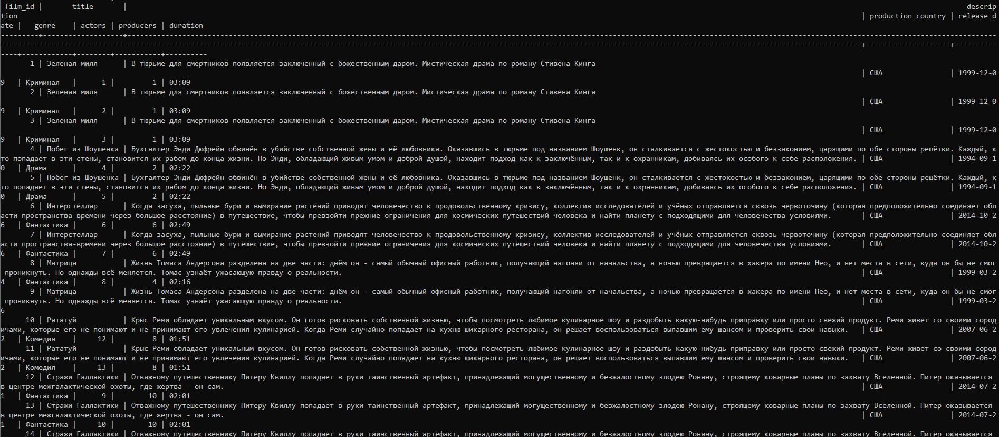 film_id |       title       |                                                                                                                                                                                                       descrip
tion                                                                                                                                                                                                        | production_country | release_d
ate |   genre    | actors | producers | duration
---------+-------------------+--------------------------------------------------------------------------------------------------------------------------------------------------------------
------------------------------------------------------------------------------------------------------------------------------------------------------------+--------------------+----------
----+------------+--------+-----------+----------
1 | Зеленая миля      | В тюрьме для смертников появляется заключенный с божественным даром. Мистическая драма по роману Стивена Кинга
| США                | 1999-12-0
9   | Криминал   |      1 |         1 | 03:09
2 | Зеленая миля      | В тюрьме для смертников появляется заключенный с божественным даром. Мистическая драма по роману Стивена Кинга
| США                | 1999-12-0
9   | Криминал   |      2 |         1 | 03:09
3 | Зеленая миля      | В тюрьме для смертников появляется заключенный с божественным даром. Мистическая драма по роману Стивена Кинга
| США                | 1999-12-0
9   | Криминал   |      3 |         1 | 03:09
4 | Побег из Шоушенка | Бухгалтер Энди Дюфрейн обвинён в убийстве собственной жены и её любовника. Оказавшись в тюрьме под названием Шоушенк, он сталкивается с жестокостью и беззаконием, царящими по обе стороны решётки. Каждый, к
то попадает в эти стены, становится их рабом до конца жизни. Но Энди, обладающий живым умом и доброй душой, находит подход как к заключённым, так и к охранникам, добиваясь их особого к себе расположения. | США                | 1994-09-1
0   | Драма      |      4 |         2 | 02:22
5 | Побег из Шоушенка | Бухгалтер Энди Дюфрейн обвинён в убийстве собственной жены и её любовника. Оказавшись в тюрьме под названием Шоушенк, он сталкивается с жестокостью и беззаконием, царящими по обе стороны решётки. Каждый, к
то попадает в эти стены, становится их рабом до конца жизни. Но Энди, обладающий живым умом и доброй душой, находит подход как к заключённым, так и к охранникам, добиваясь их особого к себе расположения. | США                | 1994-09-1
0   | Драма      |      5 |         2 | 02:22
6 | Интерстеллар      | Когда засуха, пыльные бури и вымирание растений приводят человечество к продовольственному кризису, коллектив исследователей и учёных отправляется сквозь червоточину (которая предположительно соединяет обл
асти пространства-времени через большое расстояние) в путешествие, чтобы превзойти прежние ограничения для космических путешествий человека и найти планету с подходящими для человечества условиями.       | США                | 2014-10-2
6   | Фантастика |      6 |         6 | 02:49
7 | Интерстеллар      | Когда засуха, пыльные бури и вымирание растений приводят человечество к продовольственному кризису, коллектив исследователей и учёных отправляется сквозь червоточину (которая предположительно соединяет обл
асти пространства-времени через большое расстояние) в путешествие, чтобы превзойти прежние ограничения для космических путешествий человека и найти планету с подходящими для человечества условиями.       | США                | 2014-10-2
6   | Фантастика |      7 |         6 | 02:49
8 | Матрица           | Жизнь Томаса Андерсона разделена на две части: днём он - самый обычный офисный работник, получающий нагоняи от начальства, а ночью превращается в хакера по имени Нео, и нет места в сети, куда он бы не смог
проникнуть. Но однажды всё меняется. Томас узнаёт ужасающую правду о реальности. | США                | 1999-03-2
4   | Фантастика |      8 |         4 | 02:16
9 | Матрица           | Жизнь Томаса Андерсона разделена на две части: днём он - самый обычный офисный работник, получающий нагоняи от начальства, а ночью превращается в хакера по имени Нео, и нет места в сети, куда он бы не смог
проникнуть. Но однажды всё меняется. Томас узнаёт ужасающую правду о реальности. | США                | 1999-03-2
6
10 | Рататуй           | Крыс Реми обладает уникальным вкусом. Он готов рисковать собственной жизнью, чтобы посмотреть любимое кулинарное шоу и раздобыть какую-нибудь приправку или просто свежий продукт. Реми живет со своими сород
ичами, которые его не понимают и не принимают его увлечения кулинарией. Когда Реми случайно попадает на кухню шикарного ресторана, он решает воспользоваться выпавшим ему шансом и проверить свои навыки.   | США                | 2007-06-2
2   | Комедия    |     12 |         8 | 01:51
11 | Рататуй           | Крыс Реми обладает уникальным вкусом. Он готов рисковать собственной жизнью, чтобы посмотреть любимое кулинарное шоу и раздобыть какую-нибудь приправку или просто свежий продукт. Реми живет со своими сород
ичами, которые его не понимают и не принимают его увлечения кулинарией. Когда Реми случайно попадает на кухню шикарного ресторана, он решает воспользоваться выпавшим ему шансом и проверить свои навыки.   | США                | 2007-06-2
2   | Комедия    |     13 |         8 | 01:51
12 | Стражи Галлактики | Отважному путешественнику Питеру Квиллу попадает в руки таинственный артефакт, принадлежащий могущественному и безжалостному злодею Ронану, строящему коварные планы по захвату Вселенной. Питер оказывается
в центре межгалактической охоты, где жертва - он сам. | США                | 2014-07-2
1   | Фантастика |      9 |        10 | 02:01
13 | Стражи Галлактики | Отважному путешественнику Питеру Квиллу попадает в руки таинственный артефакт, принадлежащий могущественному и безжалостному злодею Ронану, строящему коварные планы по захвату Вселенной. Питер оказывается
в центре межгалактической охоты, где жертва - он сам. | США                | 2014-07-2
1   | Фантастика |     10 |        10 | 02:01
14 | Стражи Галлактики | Отважному путешественнику Питеру Квиллу попадает в руки таинственный артефакт, принадлежащий могущественному и безжалостному злодею Ронану, строящему коварные планы по захвату Вселенной. Питер оказывается